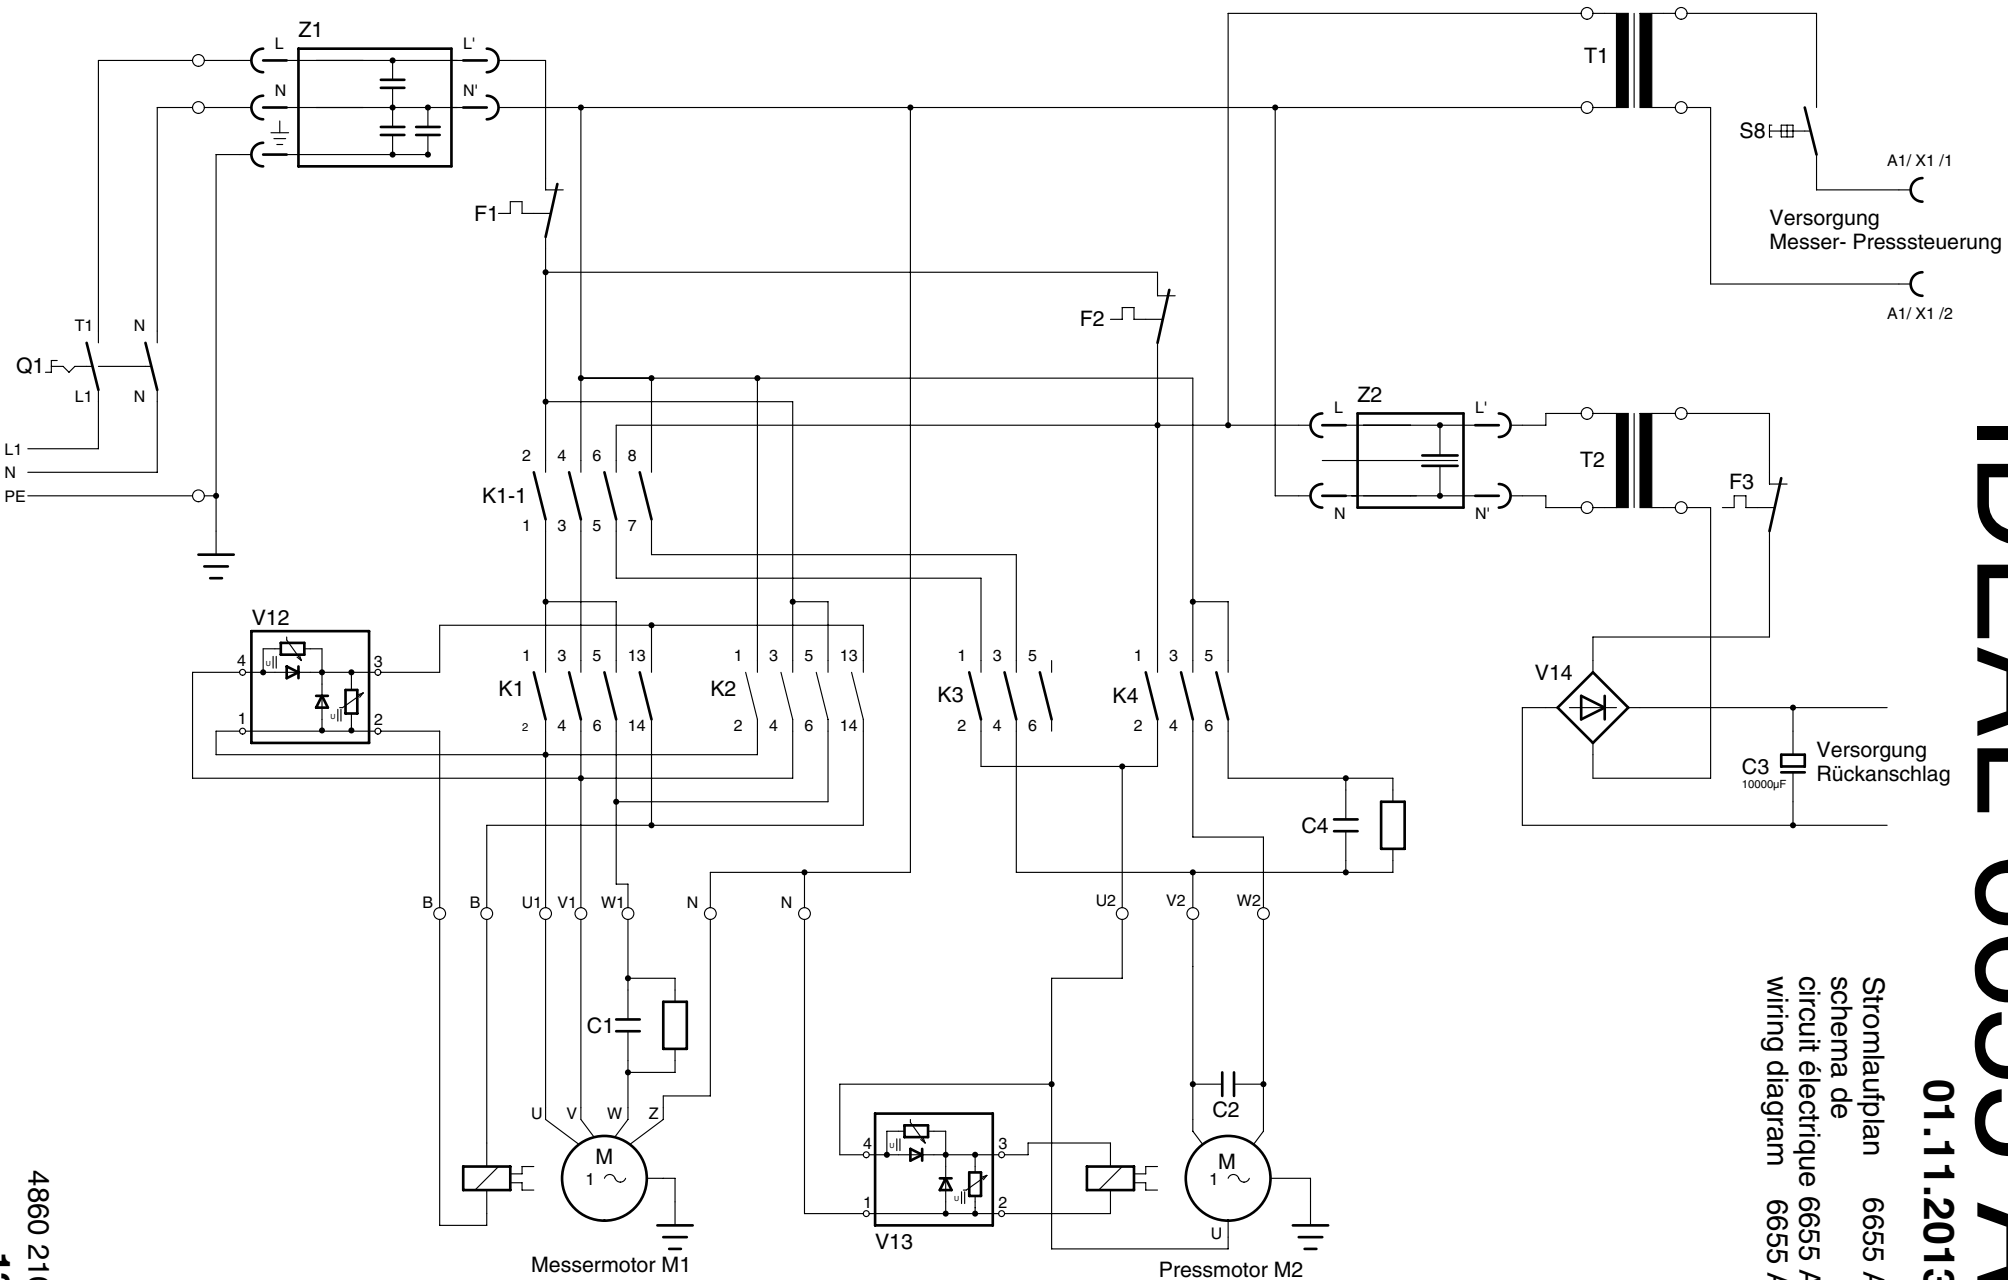 Z1
L
L'
N
N'
T1
S8
A1/ X1 /1
Versorgung
Messer- Presssteuerung
A1/ X1 /2
F1
F2
T1
N
Q1
L1
N
L1
N
PE
Z2
L
L'
N
N'
T2
F3
2 4 6 8
K1-1
1 3 5 7
V12
4
3
1
2
U
U
1 3 5 13
K1
2 4 6 14
1 3 5 13
K2
2 4 6 14
1 3 5
K3
2 4 6
1 3 5
K4
2 4 6
V14
C3
10000µF
Versorgung
Rückanschlag
C4
B B U1 V1 W1 N N U2 V2 W2
C1
C2
U V W Z
M
1
Messermotor M1
4
3
1
2
U
U
V13
M
1
U
Pressmotor M2
01.11.2013
Stromlaufplan 6655
schema de
circuit électrique 6655
wiring diagram 6655
4860